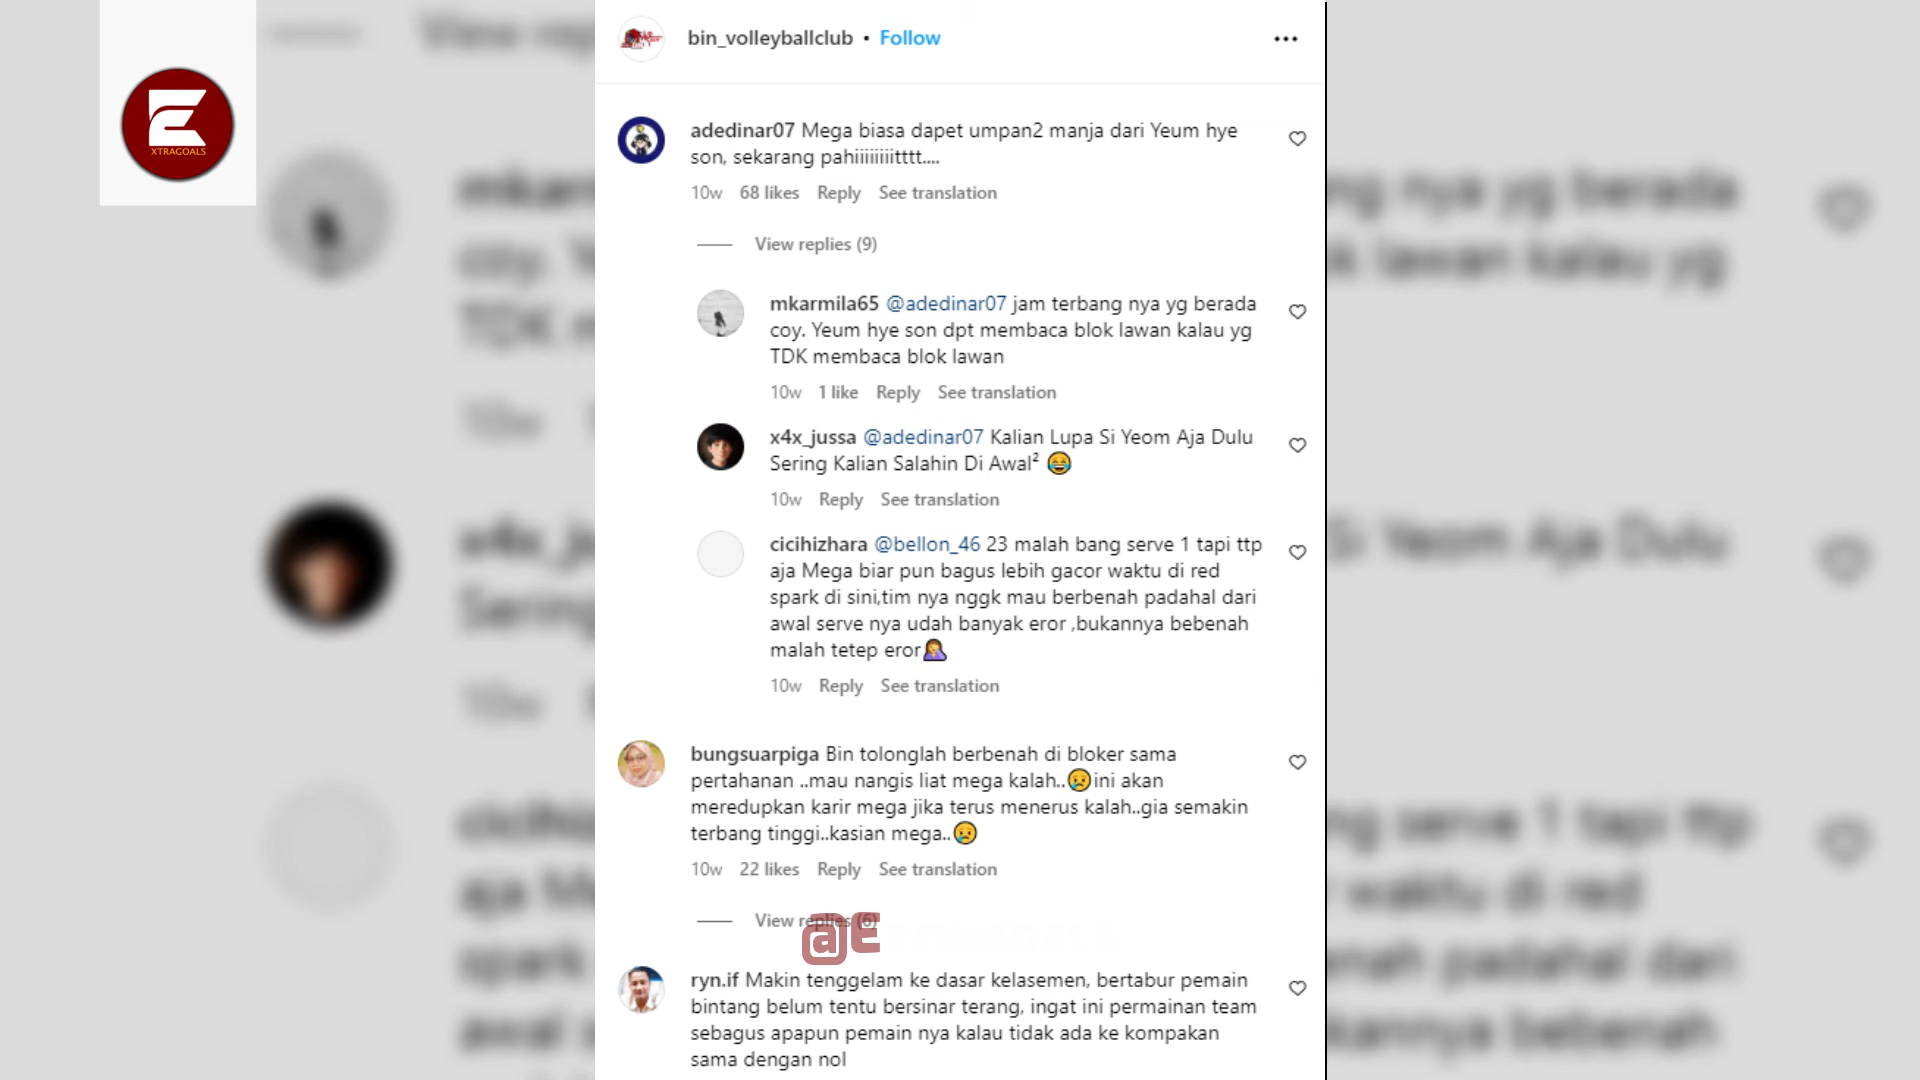 XTRAGOALS
bin_volleyballclub • Follow
adedinar07 Mega biasa dapet umpan2 manja dari Yeum hye
son, sekarang pahiiiiiiiitttt....
10w 68 likes Reply See translation
View replies (9)
mkarmila65 @adedinar07 jam terbang nya yg berada
coy. Yeum hye son dpt membaca blok lawan kalau yg
TDK membaca blok lawan
10w 1 like Reply See translation
x4x_jussa @adedinar07 Kalian Lupa Si Yeom Aja Dulu
Sering Kalian Salahin Di Awal² 😂
10w Reply See translation
cicihizhara @bellon_46 23 malah bang serve 1 tapi ttp
aja Mega biar pun bagus lebih gacor waktu di red
spark di sini,tim nya nggk mau berbenah padahal dari
awal serve nya udah banyak eror ,bukannya bebenah
malah tetep eror🤦‍♀️
10w Reply See translation
bungsuarpiga Bin tolonglah berbenah di bloker sama
pertahanan ..mau nangis liat mega kalah..😢ini akan
meredupkan karir mega jika terus menerus kalah..gia semakin
terbang tinggi..kasian mega..😢
10w 22 likes Reply See translation
View replies (6)
@E
ryn.if Makin tenggelam ke dasar kelasemen, bertabur pemain
bintang belum tentu bersinar terang, ingat ini permainan team
sebagus apapun pemain nya kalau tidak ada ke kompakan
sama dengan nol